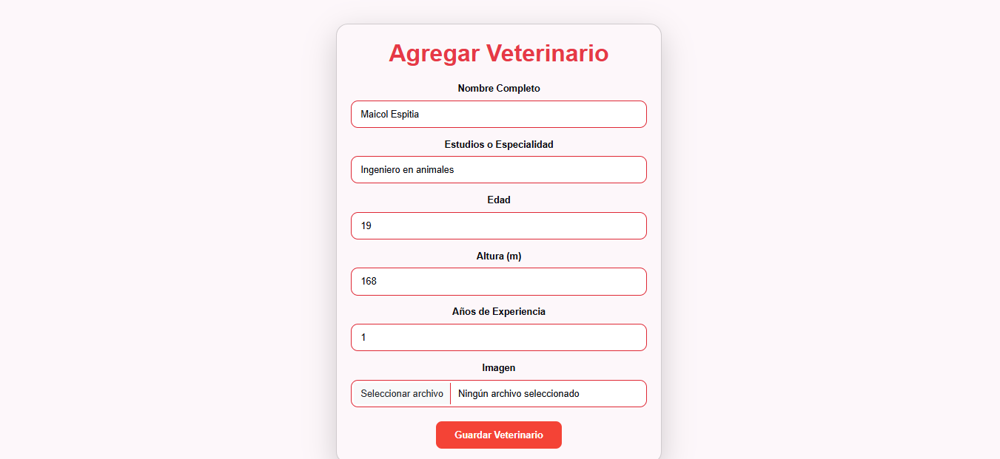 Agregar Veterinario
Nombre Completo
Maicol Espitia
Estudios o Especialidad
Ingeniero en animales
Edad
19
Altura (m)
168
Años de Experiencia
1
Imagen
Seleccionar archivo Ningún archivo seleccionado
Guardar Veterinario